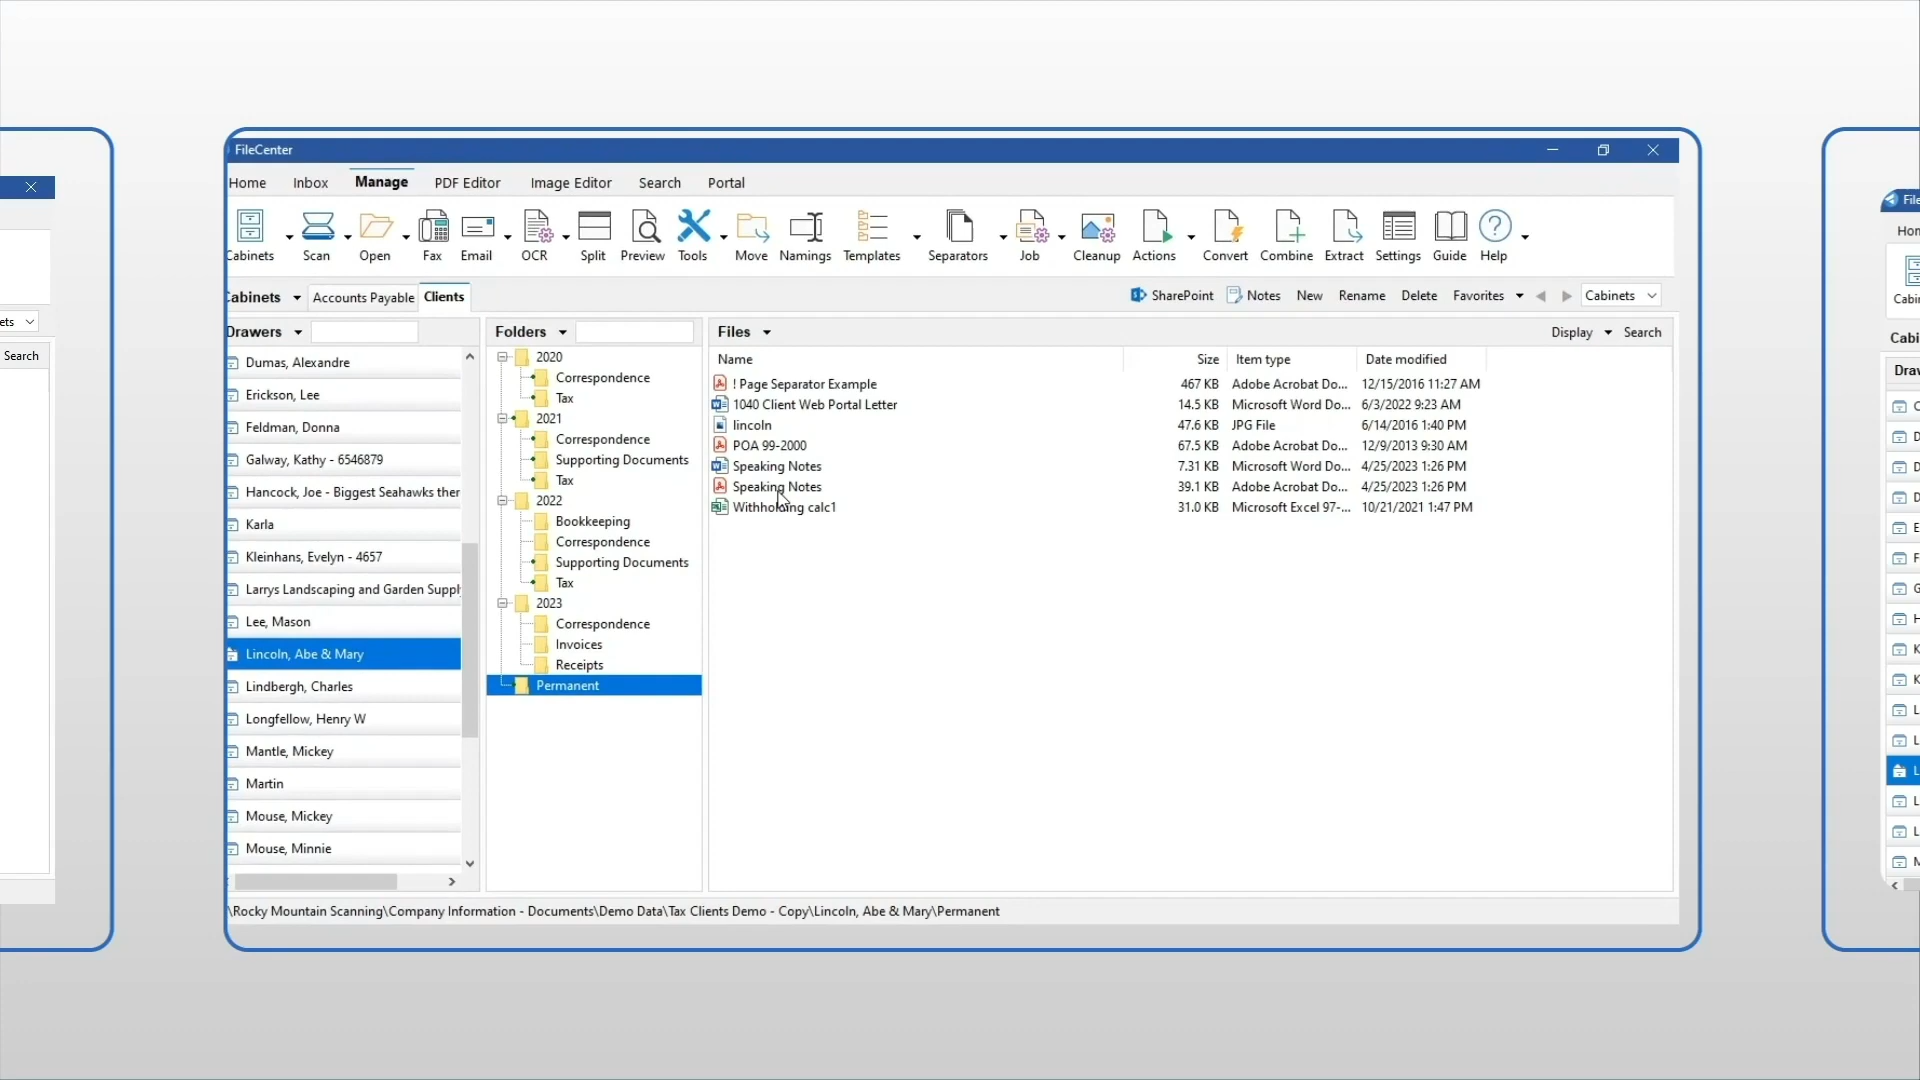 FileCenter
Home Inbox Manage PDF Editor Image Editor Search Portal
Cabinets Scan Open Fax Email OCR Split Preview Tools Move Namings Templates Separators Job Cleanup Actions Convert Combine Extract Settings Guide Help
Cabinets Accounts Payable Clients SharePoint Notes New Rename Delete Favorites Cabinets
Drawers
Dumas, Alexandre
Erickson, Lee
Feldman, Donna
Galway, Kathy - 6546879
Hancock, Joe - Biggest Seahawks ther
Karla
Kleinhans, Evelyn - 4657
Larrys Landscaping and Garden Suppl
Lee, Mason
Lincoln, Abe & Mary
Lindbergh, Charles
Longfellow, Henry W
Mantle, Mickey
Martin
Mouse, Mickey
Mouse, Minnie
Folders
2020
Correspondence
Tax
2021
Correspondence
Supporting Documents
Tax
2022
Bookkeeping
Correspondence
Supporting Documents
Tax
2023
Correspondence
Invoices
Receipts
Permanent
Files Display Search
Name Size Item type Date modified
! Page Separator Example 467 KB Adobe Acrobat Do... 12/15/2016 11:27 AM
1040 Client Web Portal Letter 14.5 KB Microsoft Word Do... 6/3/2022 9:23 AM
lincoln 47.6 KB JPG File 6/14/2016 1:40 PM
POA 99-2000 67.5 KB Adobe Acrobat Do... 12/9/2013 9:30 AM
Speaking Notes 7.31 KB Microsoft Word Do... 4/25/2023 1:26 PM
Speaking Notes 39.1 KB Adobe Acrobat Do... 4/25/2023 1:26 PM
Withholding calc1 31.0 KB Microsoft Excel 97-... 10/21/2021 1:47 PM
\Rocky Mountain Scanning\Company Information - Documents\Demo Data\Tax Clients Demo - Copy\Lincoln, Abe & Mary\Permanent
ets
Search
File
Hom
Cabin
Cabi
Draw